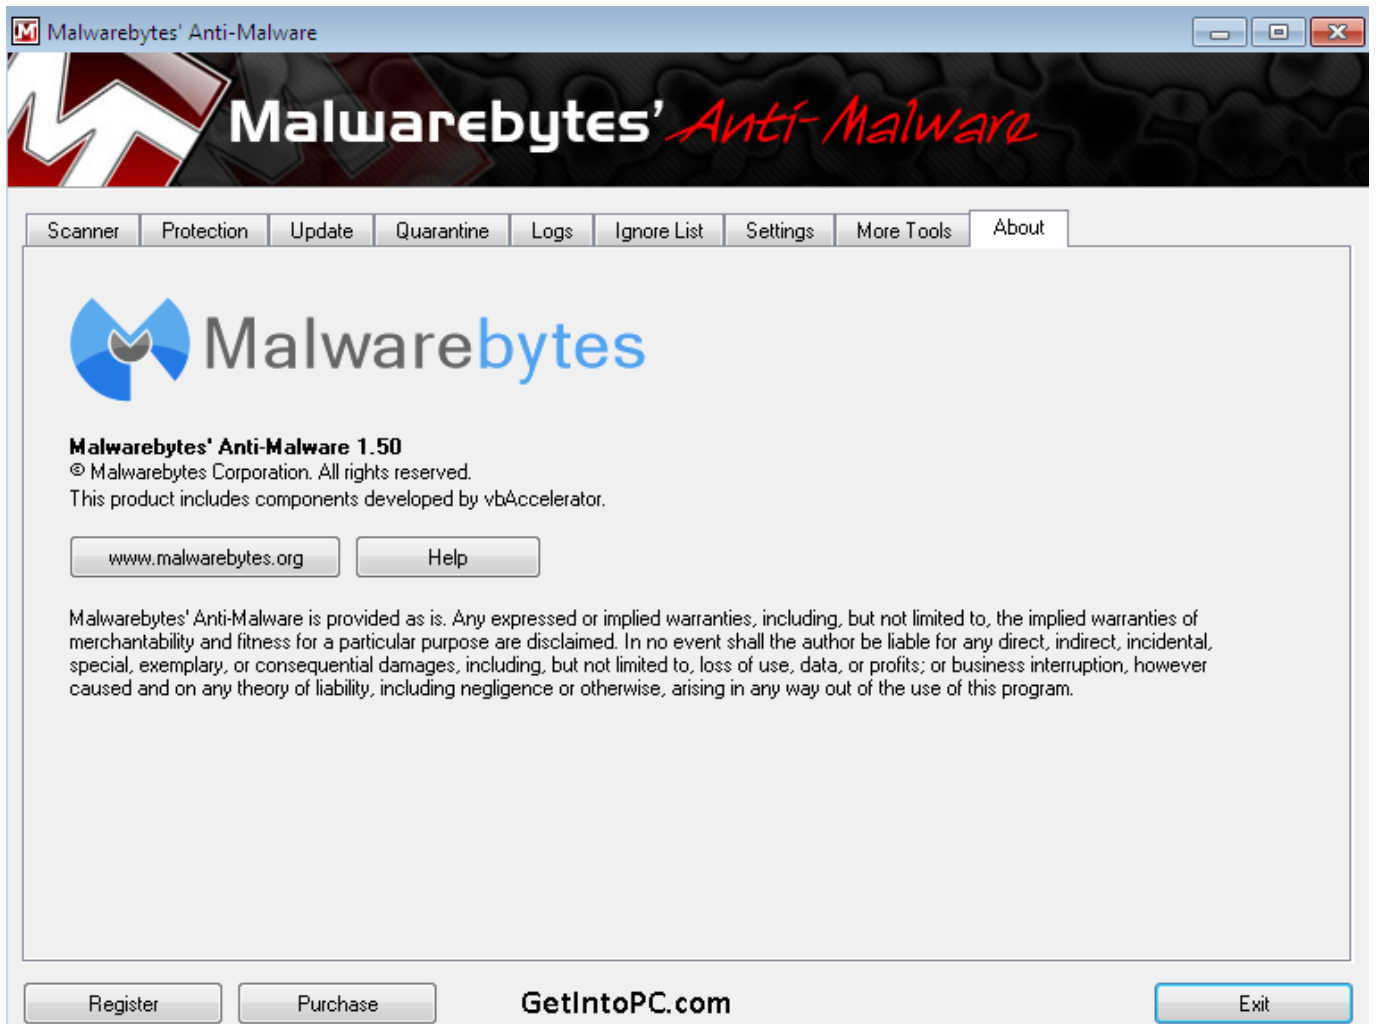 Malwarebytes' Anti-Malware
Malwarebytes' Anti-Malware
Scanner
Protection
Update
Quarantine
Logs
Ignore List
Settings
More Tools
About
Malwarebytes
Malwarebytes' Anti-Malware 1.50
© Malwarebytes Corporation. All rights reserved.
This product includes components developed by vbAccelerator.
www.malwarebytes.org
Help
Malwarebytes' Anti-Malware is provided as is. Any expressed or implied warranties, including, but not limited to, the implied warranties of
merchantability and fitness for a particular purpose are disclaimed. In no event shall the author be liable for any direct, indirect, incidental,
special, exemplary, or consequential damages, including, but not limited to, loss of use, data, or profits; or business interruption, however
caused and on any theory of liability, including negligence or otherwise, arising in any way out of the use of this program.
Register
Purchase
GetIntoPC.com
Exit